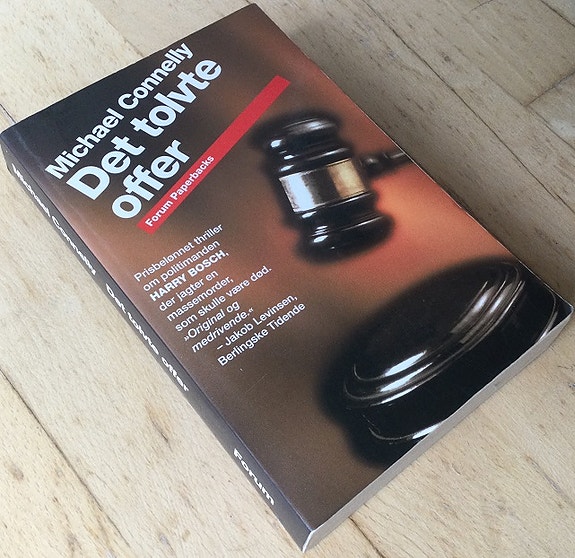 Michael Connelly
Det tolvte
offer
Forum Paperbacks
Prisbelønnet thriller
om politimanden
HARRY BOSCH,
der jagter en
massemorder,
som skulle være død.
»Original og
medrivende.«
– Jakob Levinsen,
Berlingske Tidende
Michael Connelly Det tolvte offer Forum